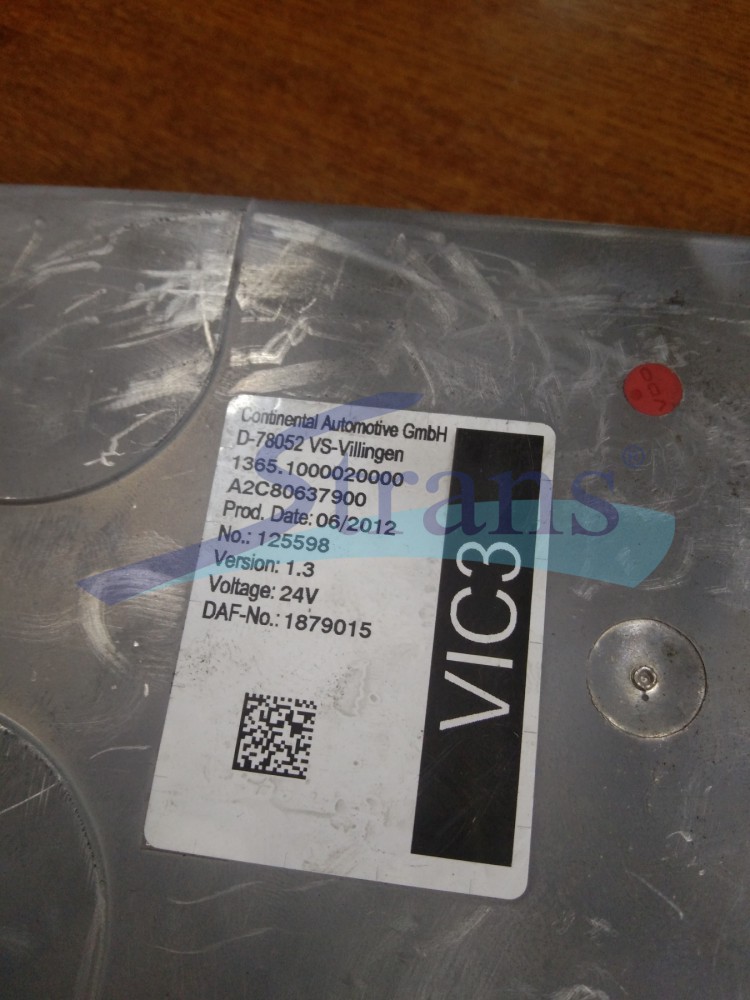 Continental Automotive GmbH
D-78052 VS-Villingen
1365.1000020000
A2C80637900
Prod. Date: 06/2012
No.: 125598
Version: 1.3
Voltage: 24V
DAF-No.: 1879015
VIC3
VDO
Strans®